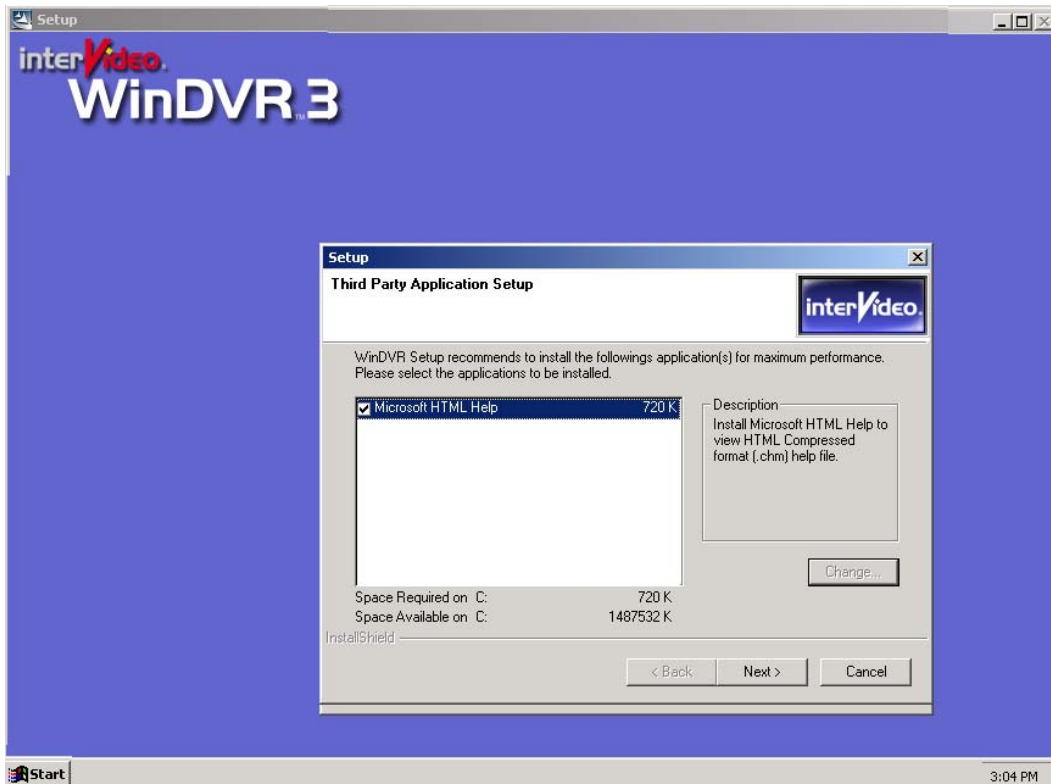 Setup
interVideo.
WinDVR™ 3
Setup
Third Party Application Setup
interVideo.
WinDVR Setup recommends to install the followings application(s) for maximum performance.
Please select the applications to be installed.
Microsoft HTML Help 720 K
Description
Install Microsoft HTML Help to
view HTML Compressed
format (.chm) help file.
Change...
Space Required on C: 720 K
Space Available on C: 1487532 K
InstallShield
< Back Next > Cancel
Start 3:04 PM